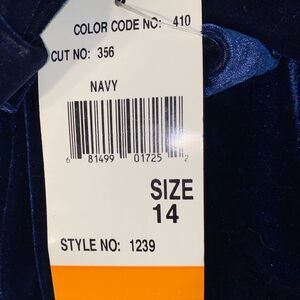 COLOR CODE NO: 410
CUT NO: 356
NAVY
6 81499 01725 2
SIZE
14
STYLE NO: 1239